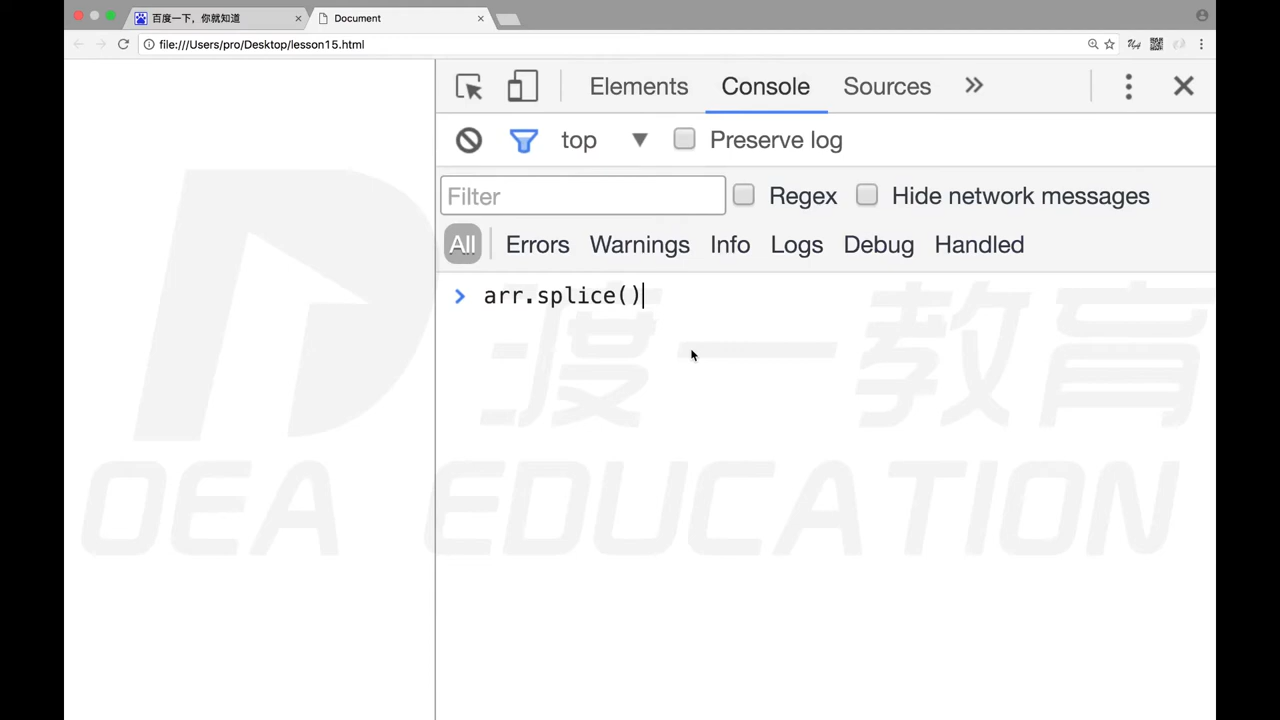 百度一下，你就知道
Document
file:///Users/pro/Desktop/lesson15.html
Elements Console Sources
top Preserve log
Filter Regex Hide network messages
All Errors Warnings Info Logs Debug Handled
> arr.splice()
渡一教育
OEA EDUCATION